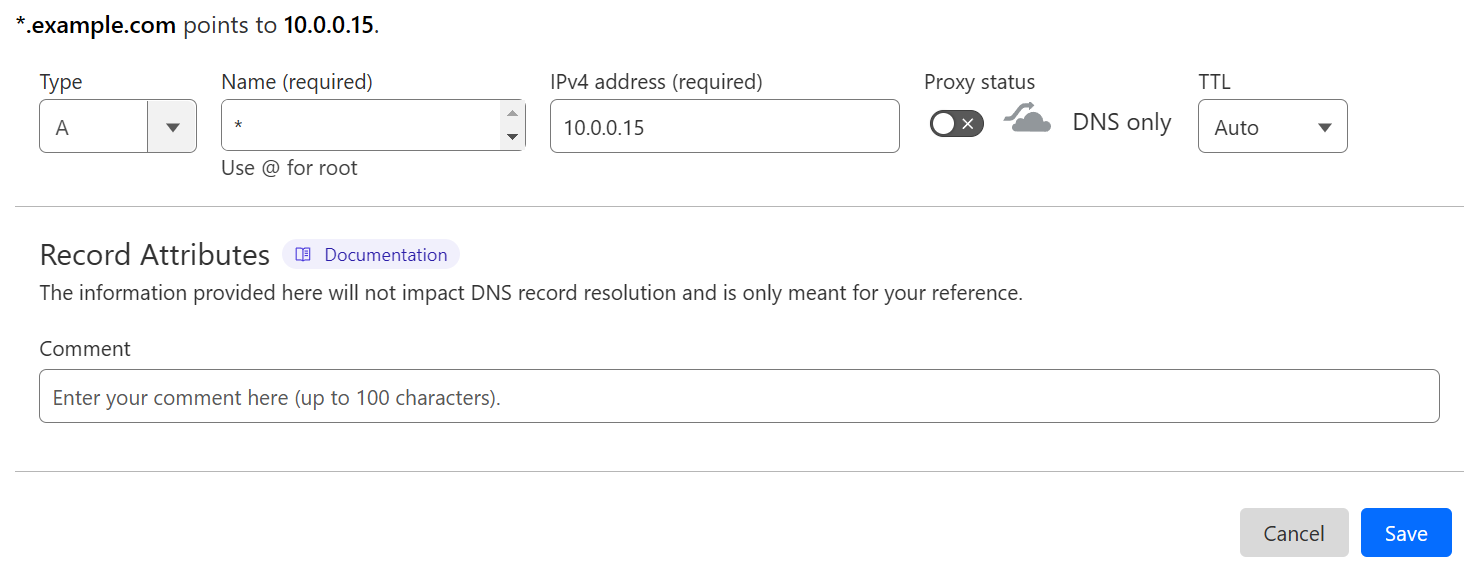 *.example.com points to 10.0.0.15.
Type Name (required) IPv4 address (required) Proxy status TTL
A * 10.0.0.15 DNS only Auto
Use @ for root
Record Attributes Documentation
The information provided here will not impact DNS record resolution and is only meant for your reference.
Comment
Enter your comment here (up to 100 characters).
Cancel Save